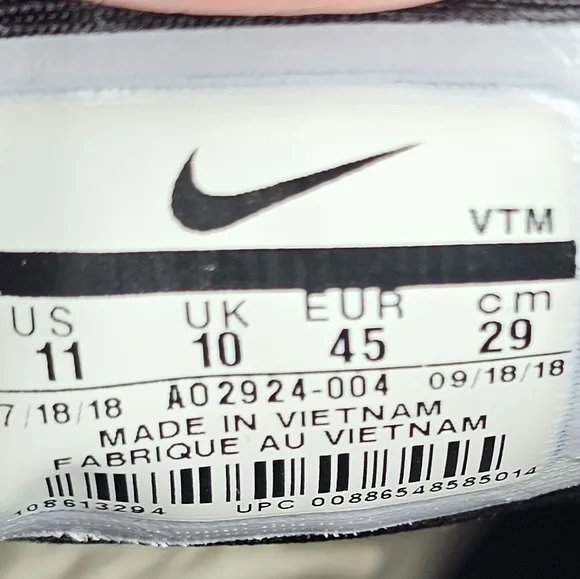 VTM
US UK EUR cm
11 10 45 29
7/18/18 AO2924-004 09/18/18
MADE IN VIETNAM
FABRIQUE AU VIETNAM
108613294 UPC 00886548585014